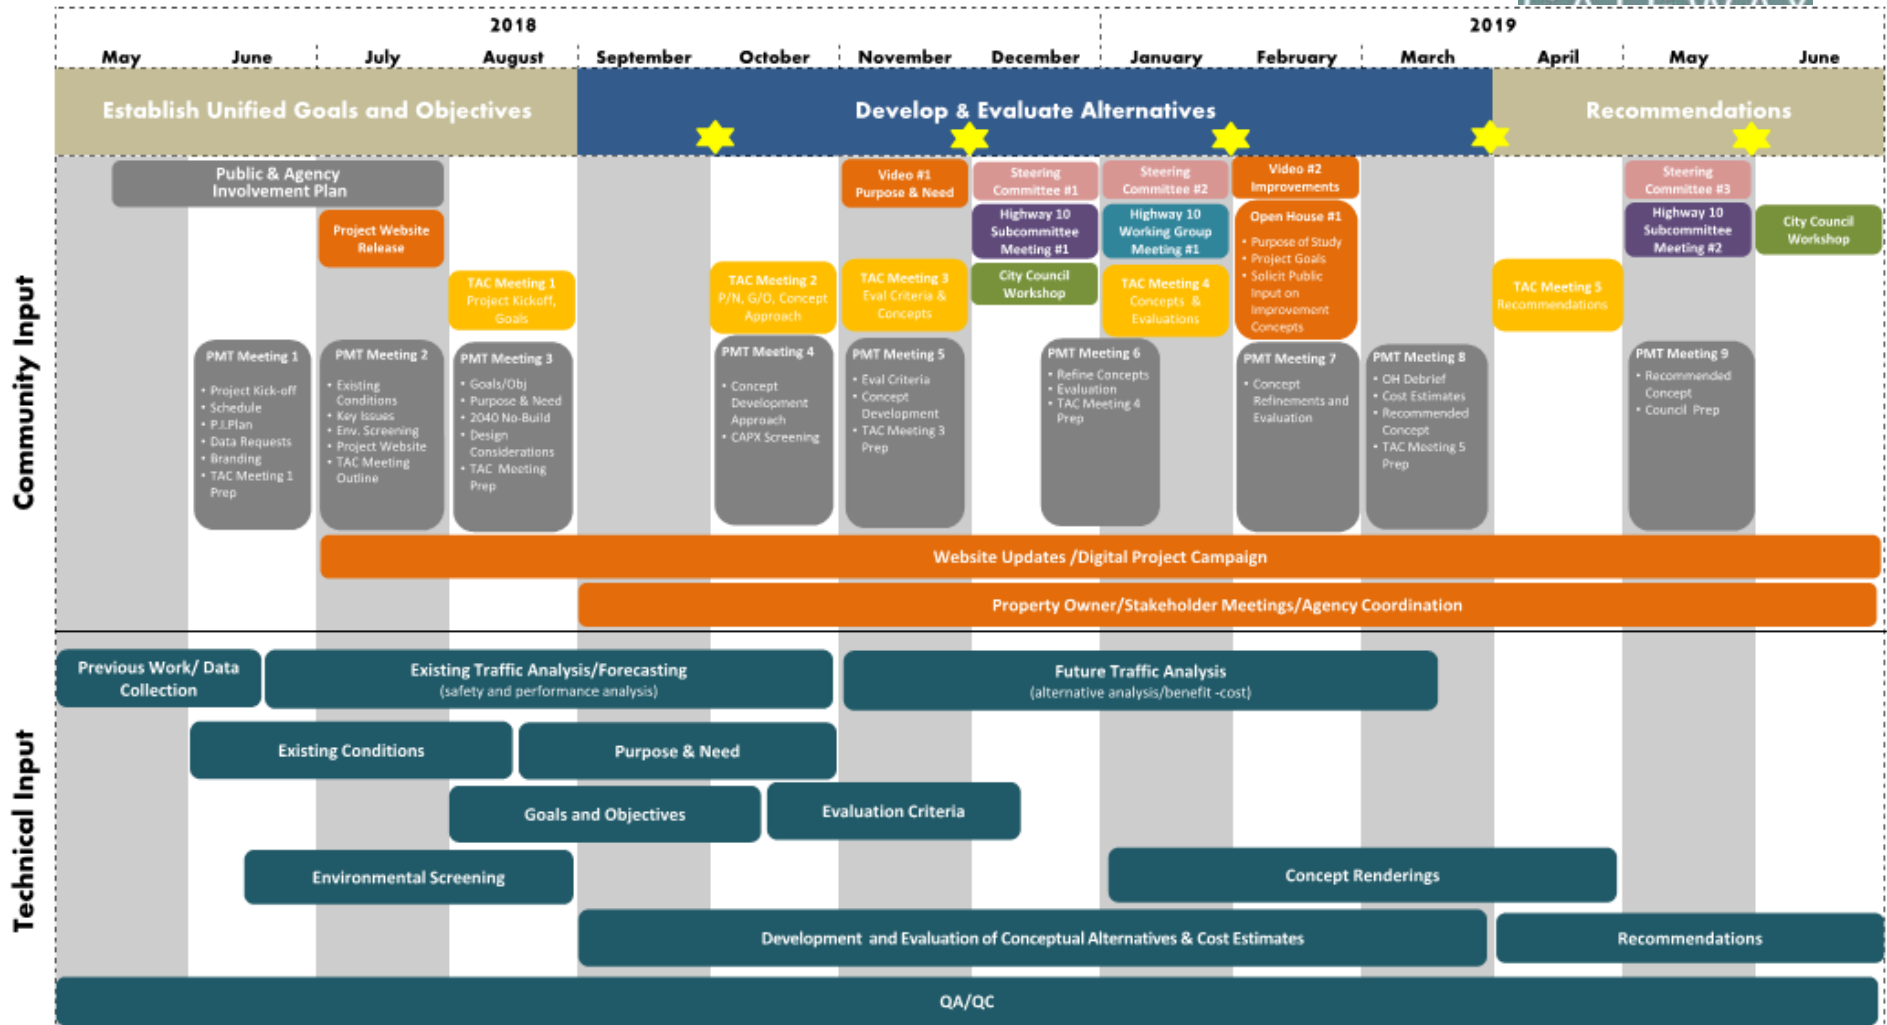 2018
2019
May
June
July
August
September
October
November
December
January
February
March
April
May
June
Establish Unified Goals and Objectives
Develop & Evaluate Alternatives
Recommendations
Community Input
Public & Agency
Involvement Plan
Project Website
Release
TAC Meeting 1
Project Kickoff,
Goals
TAC Meeting 2
P/N, G/O, Concept
Approach
Video #1
Purpose & Need
TAC Meeting 3
Eval Criteria &
Concepts
Steering
Committee #1
Highway 10
Subcommittee
Meeting #1
City Council
Workshop
Steering
Committee #2
Highway 10
Working Group
Meeting #1
TAC Meeting 4
Concepts &
Evaluations
Video #2
Improvements
Open House #1
• Purpose of Study
• Project Goals
• Solicit Public
Input on
Improvement
Concepts
TAC Meeting 5
Recommendations
Steering
Committee #3
Highway 10
Subcommittee
Meeting #2
City Council
Workshop
PMT Meeting 1
• Project Kick-off
• Schedule
• P.I.Plan
• Data Requests
• Branding
• TAC Meeting 1
Prep
PMT Meeting 2
• Existing
Conditions
• Key Issues
• Env. Screening
• Project Website
• TAC Meeting
Outline
PMT Meeting 3
• Goals/Obj
• Purpose & Need
• 2040 No-Build
• Design
Considerations
• TAC Meeting
Prep
PMT Meeting 4
• Concept
Development
Approach
• CAPX Screening
PMT Meeting 5
• Eval Criteria
• Concept
Development
• TAC Meeting 3
Prep
PMT Meeting 6
• Refine Concepts
• Evaluation
• TAC Meeting 4
Prep
PMT Meeting 7
• Concept
Refinements and
Evaluation
PMT Meeting 8
• OH Debrief
• Cost Estimates
• Recommended
Concept
• TAC Meeting 5
Prep
PMT Meeting 9
• Recommended
Concept
• Council Prep
Website Updates /Digital Project Campaign
Property Owner/Stakeholder Meetings/Agency Coordination
Technical Input
Previous Work/ Data
Collection
Existing Traffic Analysis/Forecasting
(safety and performance analysis)
Future Traffic Analysis
(alternative analysis/benefit -cost)
Existing Conditions
Purpose & Need
Goals and Objectives
Evaluation Criteria
Environmental Screening
Concept Renderings
Development and Evaluation of Conceptual Alternatives & Cost Estimates
Recommendations
QA/QC